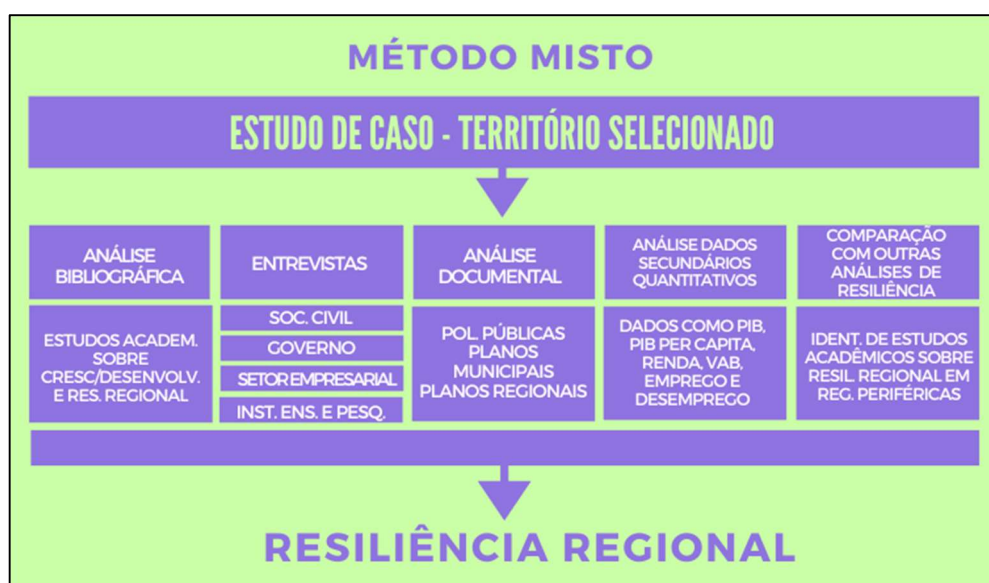 MÉTODO MISTO
ESTUDO DE CASO - TERRITÓRIO SELECIONADO
ANÁLISE
BIBLIOGRÁFICA
ESTUDOS ACADEM.
SOBRE
CRESC/DESENVOLV.
E RES. REGIONAL
ENTREVISTAS
SOC. CIVIL
GOVERNO
SETOR EMPRESARIAL
INST. ENS. E PESQ.
ANÁLISE
DOCUMENTAL
POL. PÚBLICAS
PLANOS
MUNICIPAIS
PLANOS REGIONAIS
ANÁLISE DADOS
SECUNDÁRIOS
QUANTITATIVOS
DADOS COMO PIB,
PIB PER CAPITA,
RENDA, VAB,
EMPREGO E
DESEMPREGO
COMPARAÇÃO
COM OUTRAS
ANÁLISES DE
RESILIÊNCIA
IDENT. DE ESTUDOS
ACADÊMICOS SOBRE
RESIL. REGIONAL EM
REG. PERIFÉRICAS
RESILIÊNCIA REGIONAL